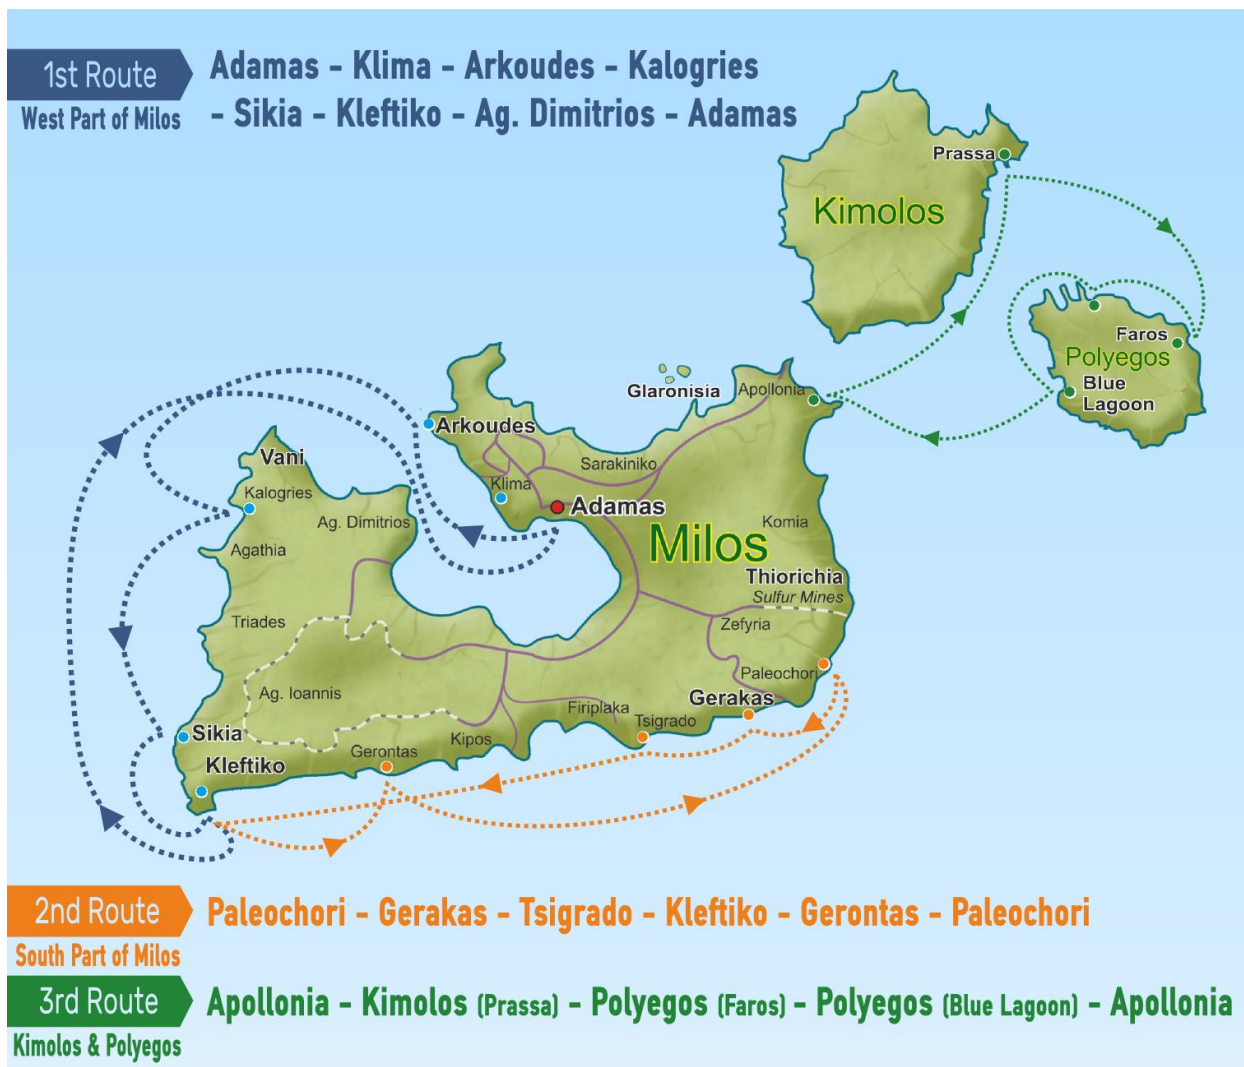 1st Route
West Part of Milos
Adamas - Klima - Arkoudes - Kalogries
- Sikia - Kleftiko - Ag. Dimitrios - Adamas
Prassa
Kimolos
Faros
Polyegos
Blue
Lagoon
Glaronisia
Apollonia
Arkoudes
Vani
Sarakiniko
Klima
Kalogries
Adamas
Ag. Dimitrios
Komia
Milos
Agathia
Thiorichia
Sulfur Mines
Triades
Zefyria
Paleochori
Ag. Ioannis
Gerakas
Firiplaka
Tsigrado
Sikia
Kipos
Gerontas
Kleftiko
2nd Route
South Part of Milos
Paleochori - Gerakas - Tsigrado - Kleftiko - Gerontas - Paleochori
3rd Route
Kimolos & Polyegos
Apollonia - Kimolos (Prassa) - Polyegos (Faros) - Polyegos (Blue Lagoon) - Apollonia